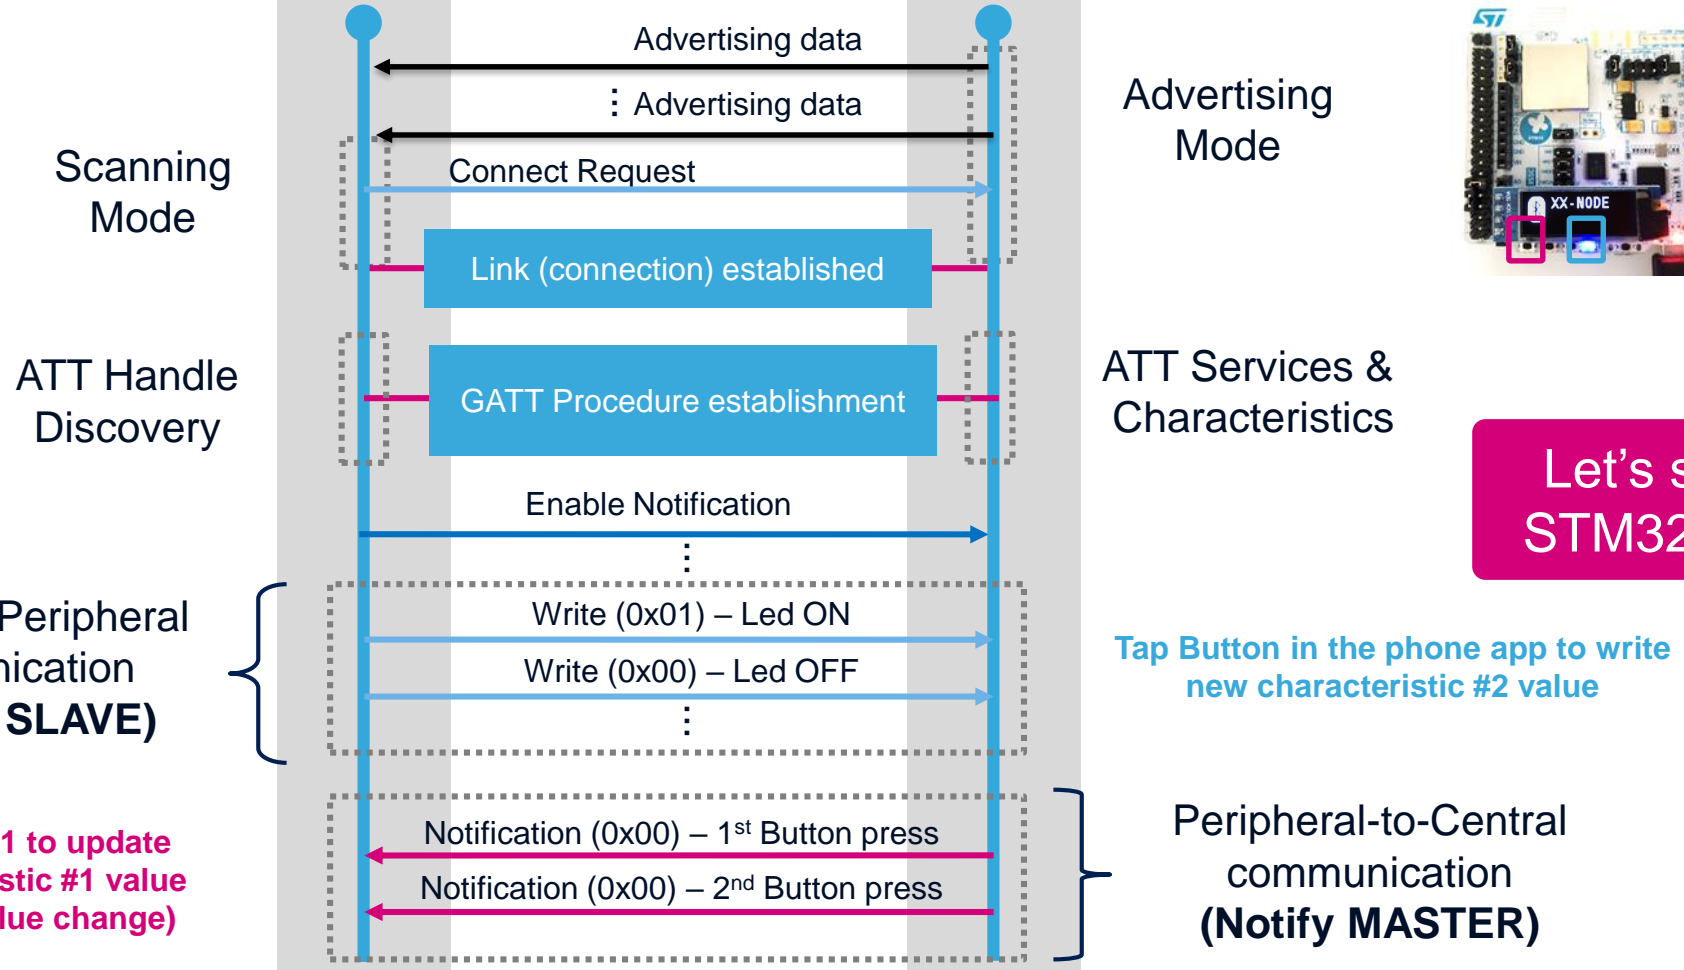 Advertising data
⋮ Advertising data
Scanning
Mode
Connect Request
Advertising
Mode
XX-NODE
Link (connection) established
ATT Handle
Discovery
GATT Procedure establishment
ATT Services &
Characteristics
Let's s
STM32
Enable Notification
⋮
Peripheral
nication
SLAVE)
Write (0x01) – Led ON
Write (0x00) – Led OFF
⋮
Tap Button in the phone app to write
new characteristic #2 value
1 to update
istic #1 value
lue change)
Notification (0x00) – 1st Button press
Notification (0x00) – 2nd Button press
Peripheral-to-Central
communication
(Notify MASTER)